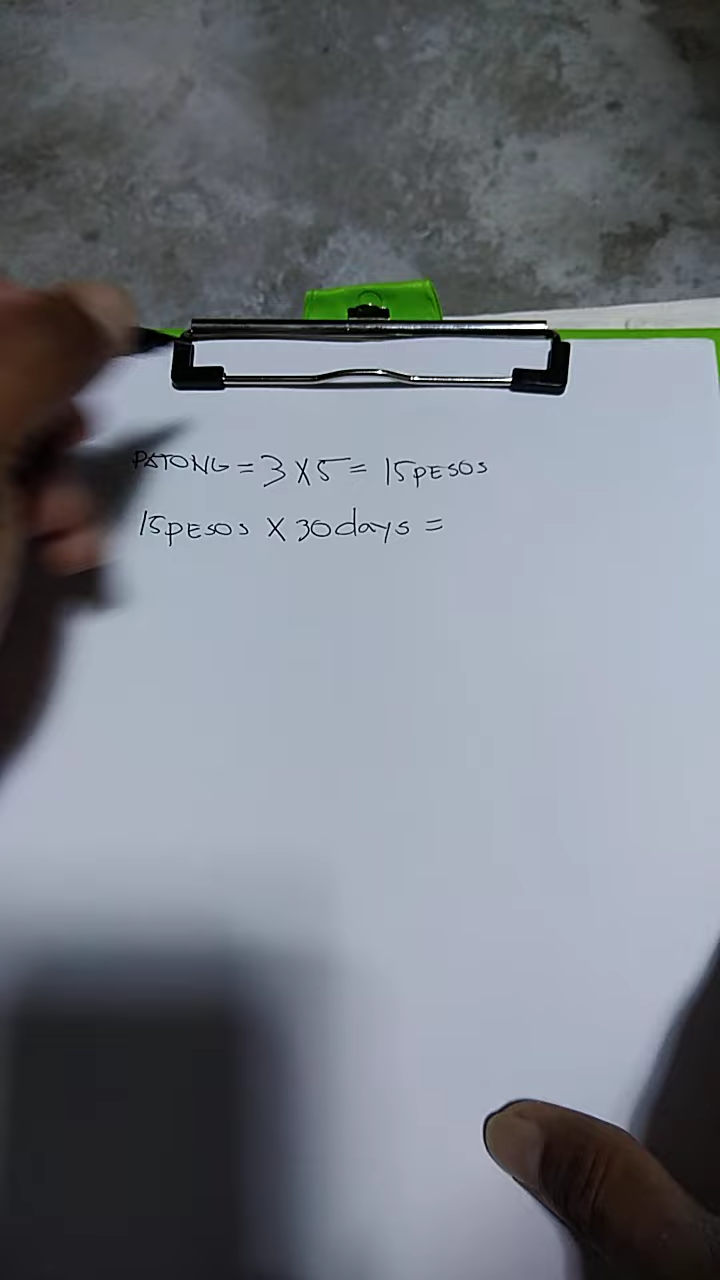 PATONG = 3 X 5 = 15 PESOS
15 PESOS X 30 days =